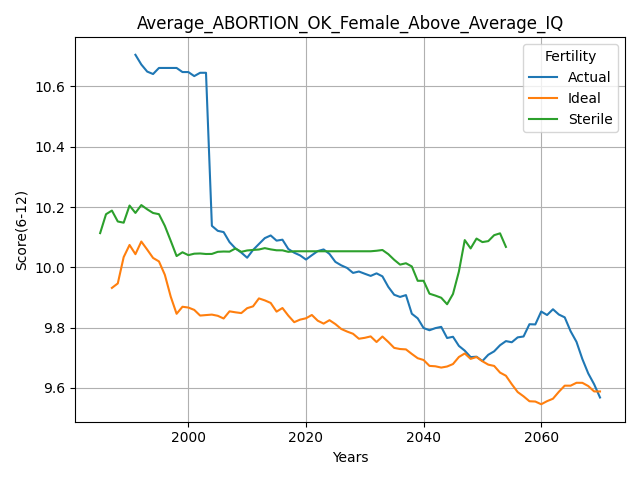 Average_ABORTION_OK_Female_Above_Average_IQ
Fertility
Actual
Ideal
Sterile
Score(6-12)
10.6
10.4
10.2
10.0
9.8
9.6
2000 2020 2040 2060
Years